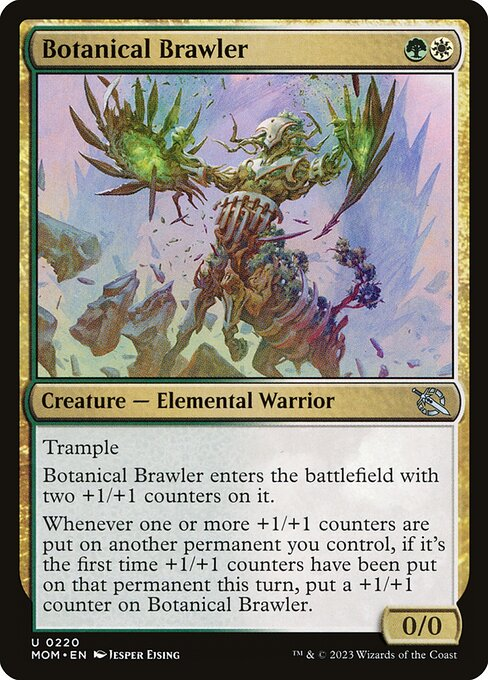 Botanical Brawler
Creature — Elemental Warrior
Trample
Botanical Brawler enters the battlefield with
two +1/+1 counters on it.
Whenever one or more +1/+1 counters are
put on another permanent you control, if it's
the first time +1/+1 counters have been put
on that permanent this turn, put a +1/+1
counter on Botanical Brawler.
0/0
U 0220
MOM • EN Jesper Eising
™ & © 2023 Wizards of the Coast